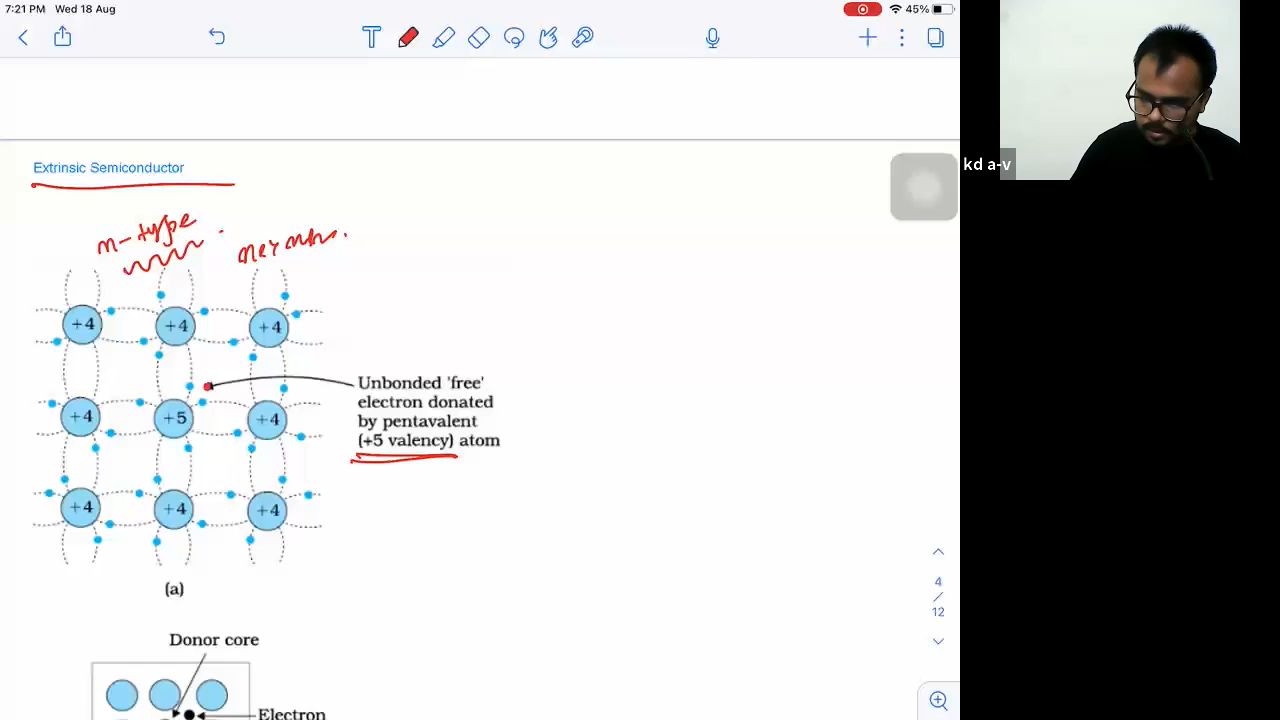 7:21 PM Wed 18 Aug
45%
T
kd a-v
Extrinsic Semiconductor
n-type
+4 +4 +4
Unbonded 'free'
electron donated
by pentavalent
(+5 valency) atom
+4 +5 +4
+4 +4 +4
(a)
4
/
12
Donor core
Electron